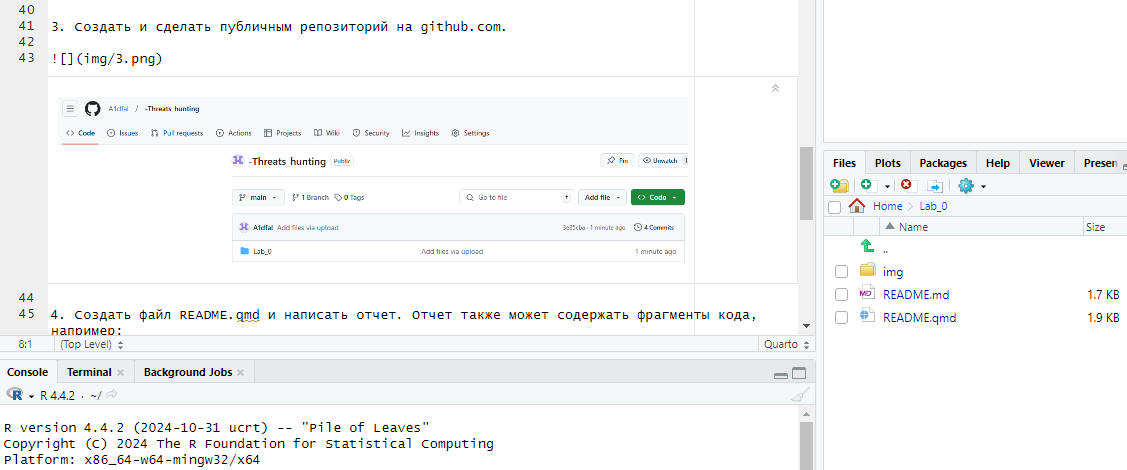 40
41 3. Создать и сделать публичным репозиторий на github.com.
42
43 ![](img/3.png)
A1dfal / -Threats_hunting
Code Issues Pull requests Actions Projects Wiki Security Insights Settings
-Threats_hunting Public Pin Unwatch 1
main 1 Branch 0 Tags Go to file t Add file Code
A1dfal Add files via upload 3e85cba · 1 minute ago 4 Commits
Lab_0 Add files via upload 1 minute ago
44
45 4. Создать файл README.qmd и написать отчет. Отчет также может содержать фрагменты кода,
например:
8:1 (Top Level) Quarto
Console Terminal Background Jobs
R 4.4.2 · ~/
R version 4.4.2 (2024-10-31 ucrt) -- "Pile of Leaves"
Copyright (C) 2024 The R Foundation for Statistical Computing
Platform: x86_64-w64-mingw32/x64
Files Plots Packages Help Viewer Presen
Home Lab_0
Name Size
..
img
README.md 1.7 KB
README.qmd 1.9 KB